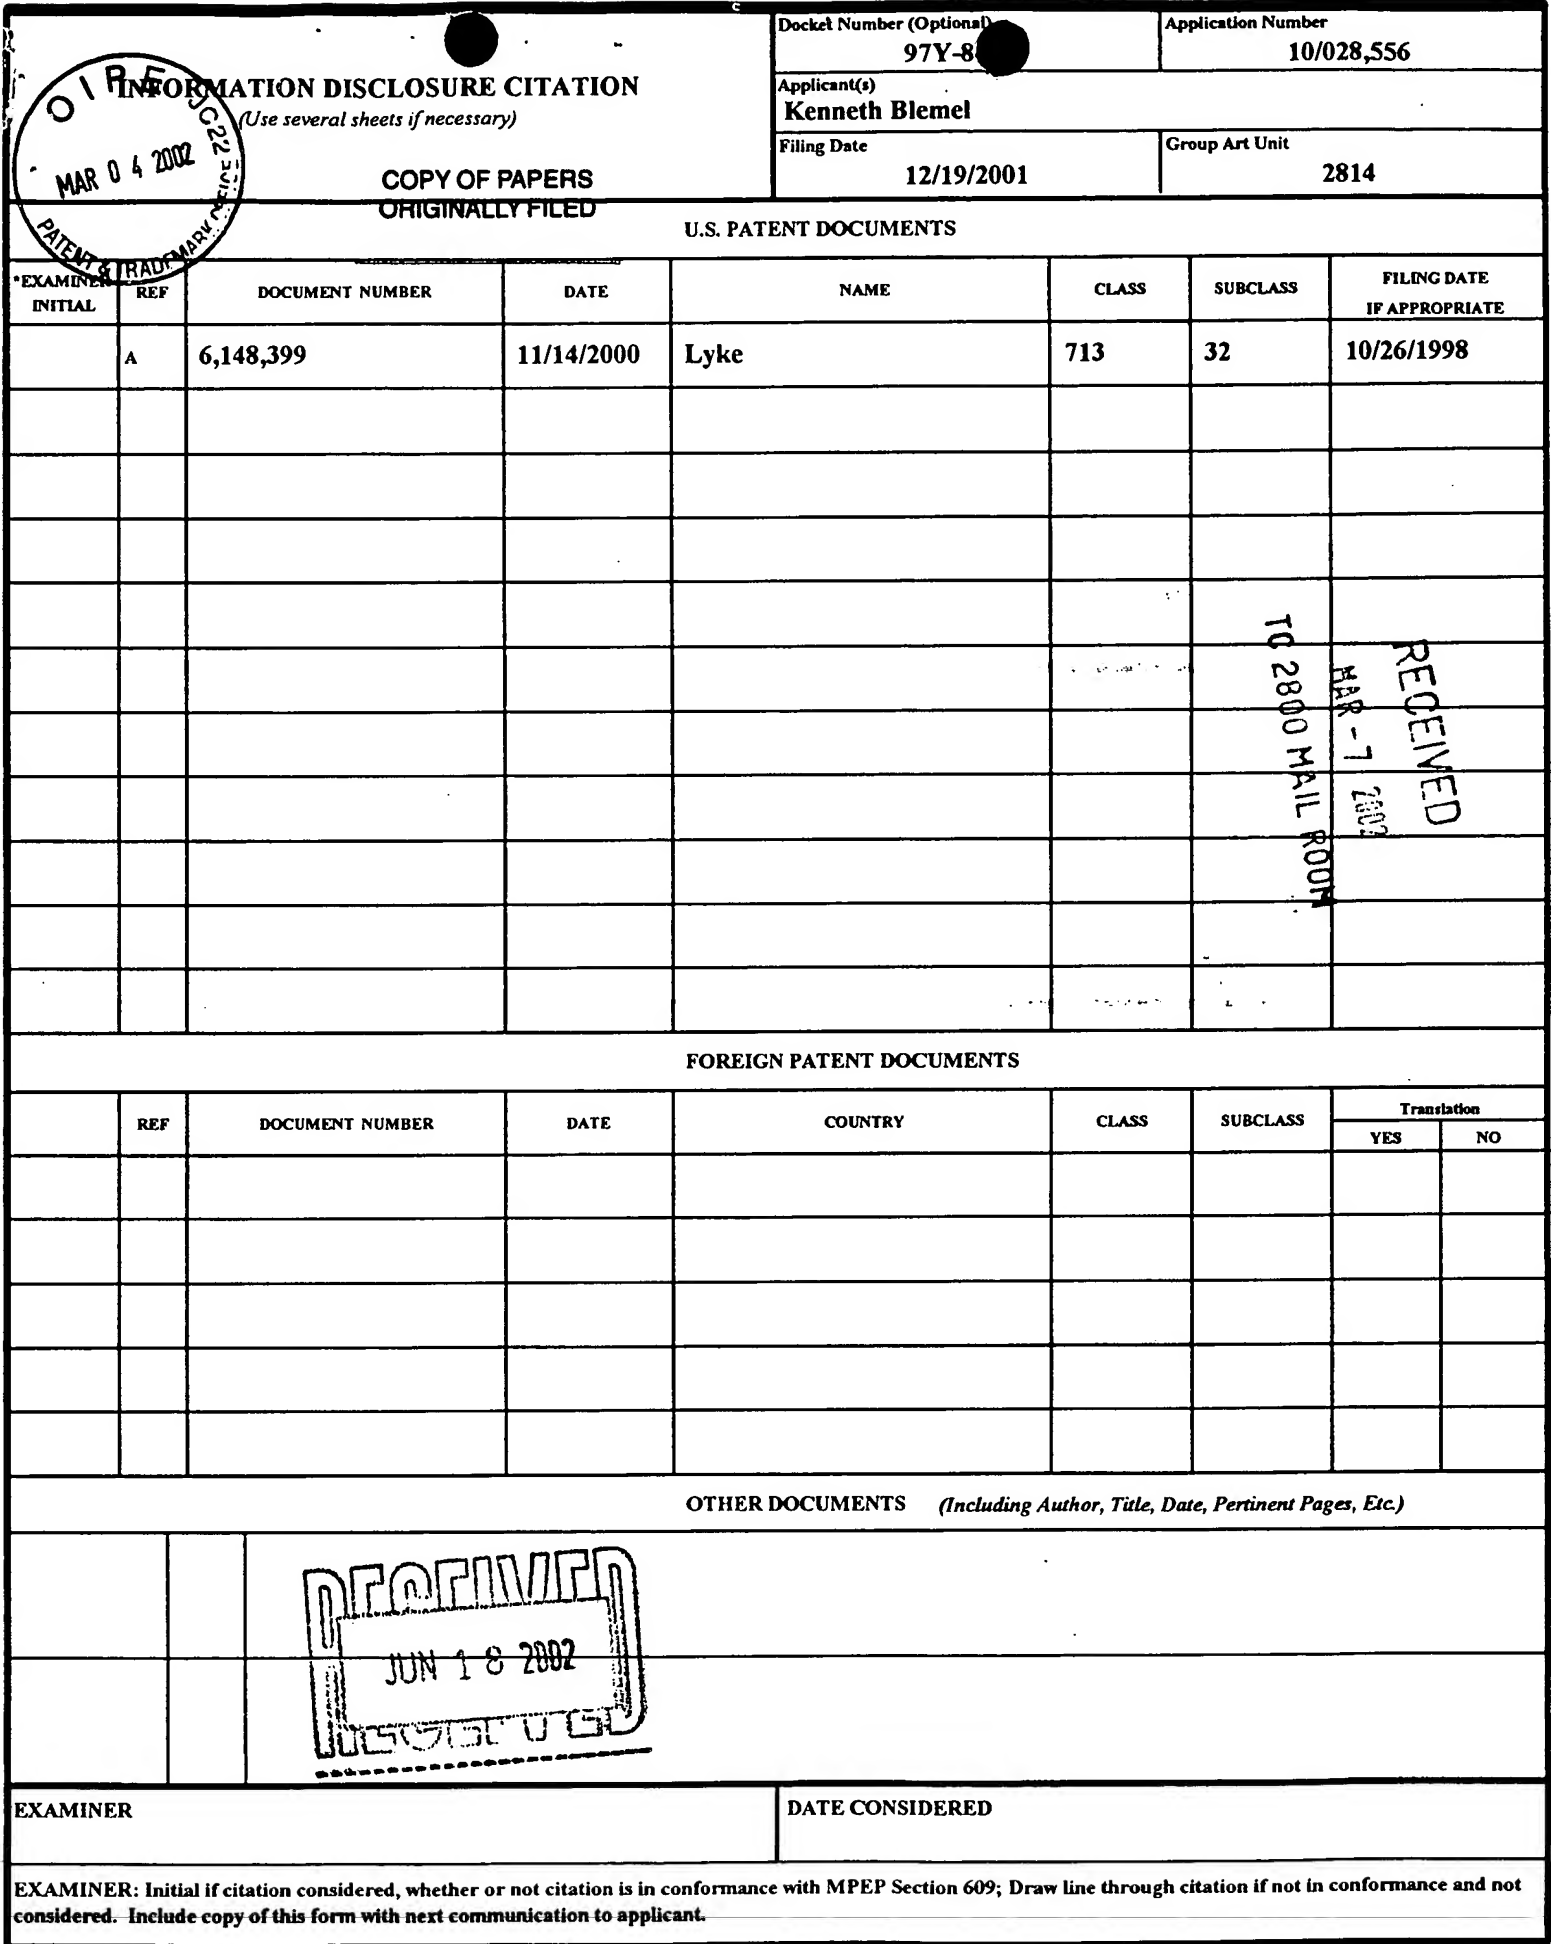 Docket Number (Optional)
97Y-8
Application Number
10/028,556
INFORMATION DISCLOSURE CITATION
(Use several sheets if necessary)
Applicant(s)
Kenneth Blemel
Filing Date
12/19/2001
Group Art Unit
2814
O I P E JC22
MAR 0 4 2002
PATENT & TRADEMARK
COPY OF PAPERS
ORIGINALLY FILED
U.S. PATENT DOCUMENTS
*EXAMINER INITIAL REF DOCUMENT NUMBER DATE NAME CLASS SUBCLASS FILING DATE IF APPROPRIATE
A 6,148,399 11/14/2000 Lyke 713 32 10/26/1998
RECEIVED
MAR - 7 2002
TC 2800 MAIL ROOM
FOREIGN PATENT DOCUMENTS
REF DOCUMENT NUMBER DATE COUNTRY CLASS SUBCLASS Translation
YES NO
OTHER DOCUMENTS (Including Author, Title, Date, Pertinent Pages, Etc.)
RECEIVED
JUN 1 8 2002
RECEIVED
EXAMINER
DATE CONSIDERED
EXAMINER: Initial if citation considered, whether or not citation is in conformance with MPEP Section 609; Draw line through citation if not in conformance and not
considered. Include copy of this form with next communication to applicant.